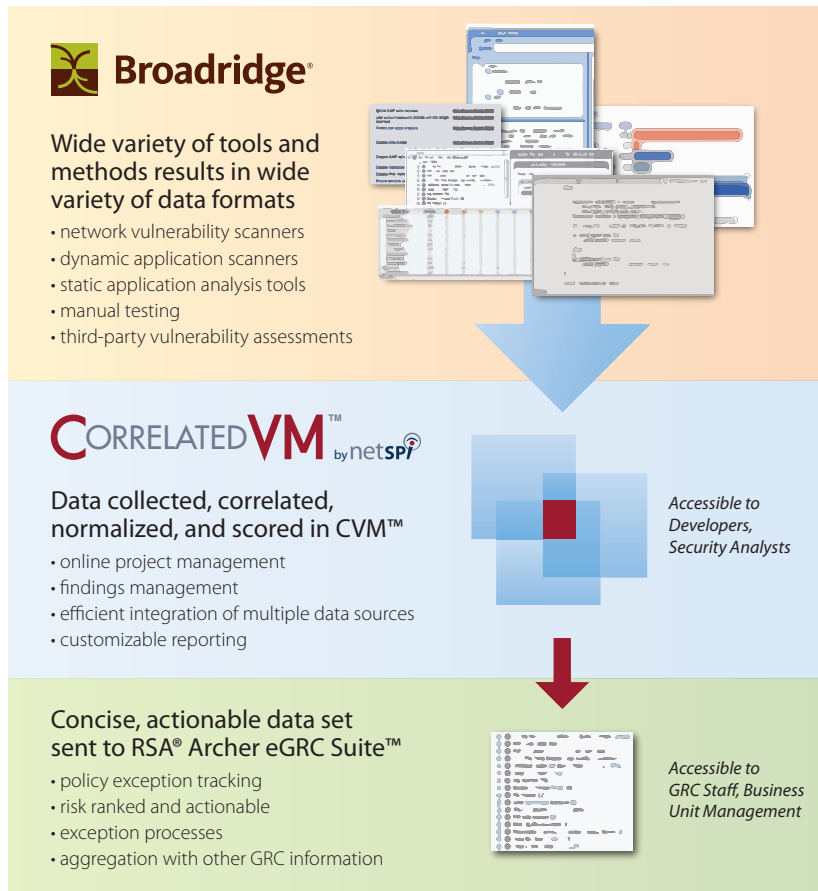 Broadridge®
Wide variety of tools and
methods results in wide
variety of data formats
• network vulnerability scanners
• dynamic application scanners
• static application analysis tools
• manual testing
• third-party vulnerability assessments
CORRELATEDVM™
by netSPI
Data collected, correlated,
normalized, and scored in CVM™
• online project management
• findings management
• efficient integration of multiple data sources
• customizable reporting
Accessible to
Developers,
Security Analysts
Concise, actionable data set
sent to RSA® Archer eGRC Suite™
• policy exception tracking
• risk ranked and actionable
• exception processes
• aggregation with other GRC information
Accessible to
GRC Staff, Business
Unit Management